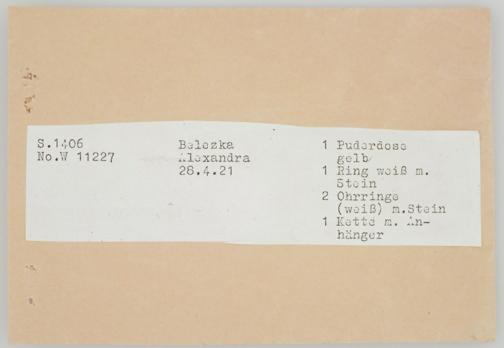 S.1406
No.W 11227
Belezka
Alexandra
26.4.21
1 Puderdose
gelb
1 Ring weiß m.
Stein
2 Ohrringe
(weiß) m.Stein
1 Kette m. An-
hänger